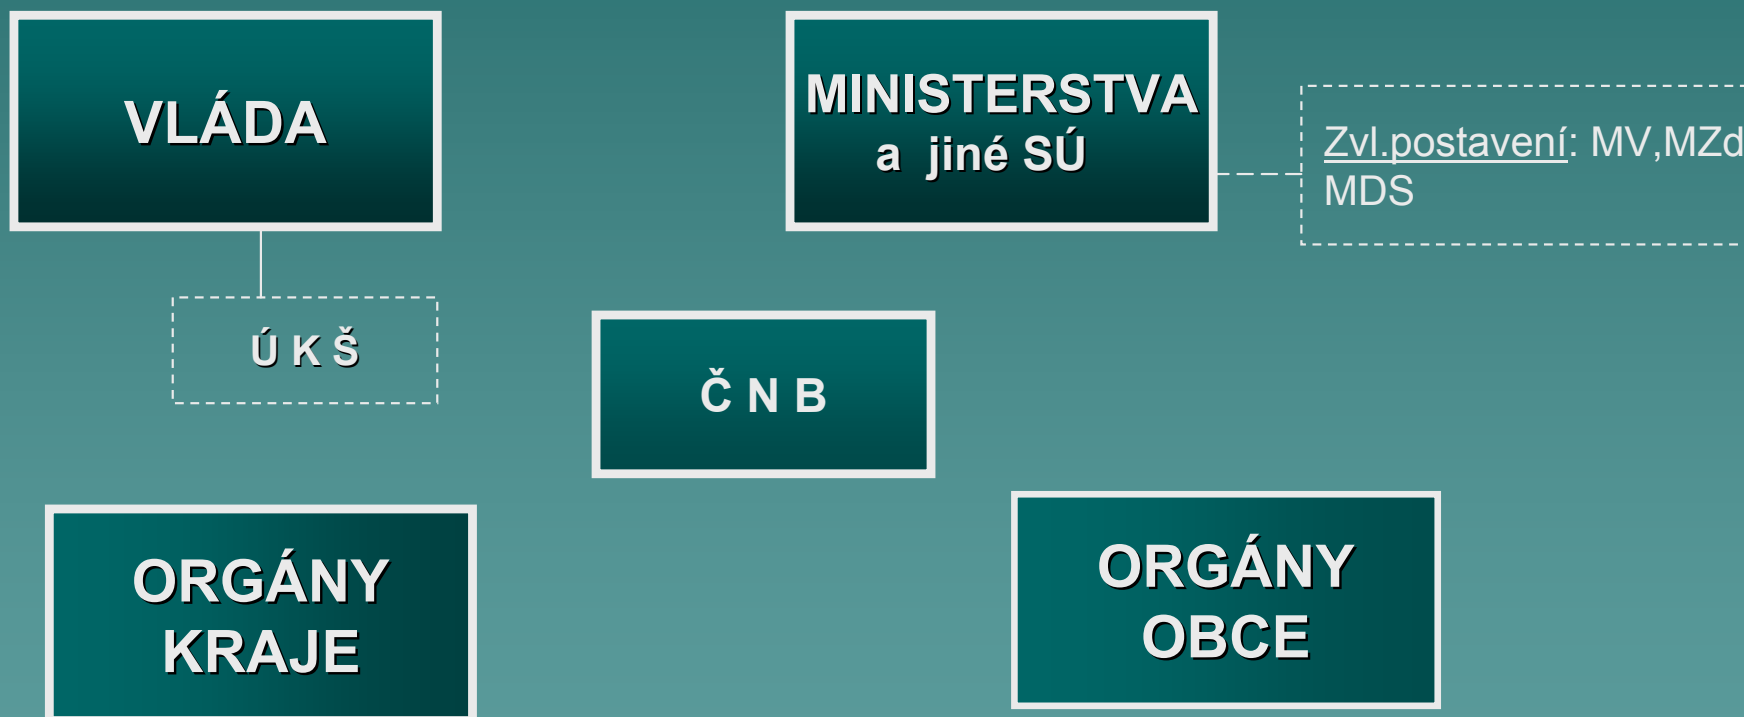 VLÁDA
MINISTERSTVA
a jiné SÚ
Zvl.postavení: MV,MZd
MDS
Ú K Š
Č N B
ORGÁNY
KRAJE
ORGÁNY
OBCE